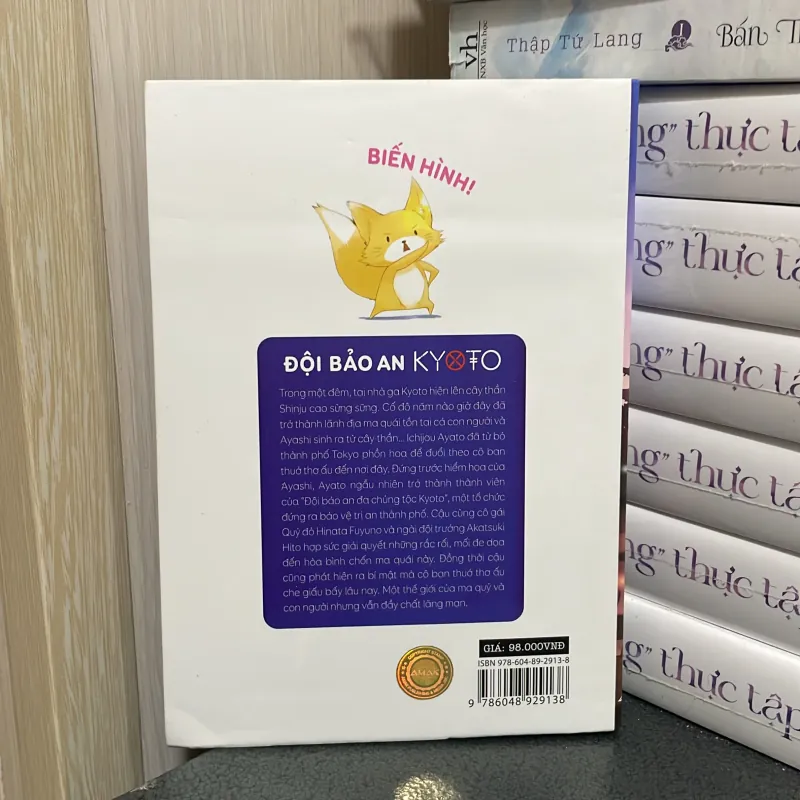 vh
NXB Văn học
Thập Tứ Lang
1
Bán
BIẾN HÌNH!
ĐỘI BẢO AN KYOTO
Trong một đêm, tại nhà ga Kyoto hiện lên cây thần
Shinju cao sừng sững. Cố đô năm nào giờ đây đã
trở thành lãnh địa ma quái tồn tại cả con người và
Ayashi sinh ra từ cây thần... Ichijou Ayato đã từ bỏ
thành phố Tokyo phồn hoa để đuổi theo cô bạn
thuở thơ ấu đến nơi đây. Đứng trước hiểm họa của
Ayashi, Ayato ngẫu nhiên trở thành thành viên
của "Đội bảo an đa chủng tộc Kyoto", một tổ chức
đứng ra bảo vệ trị an thành phố. Cậu cùng cô gái
Quỷ đỏ Hinata Fuyuno và ngài đội trưởng Akatsuki
Hito hợp sức giải quyết những rắc rối, mối đe dọa
đến hòa bình chốn ma quái này. Đồng thời cậu
cũng phát hiện ra bí mật mà cô bạn thuở thơ ấu
che giấu bấy lâu nay. Một thế giới của ma quỷ và
con người nhưng vẫn đầy chất lãng mạn.
GIÁ: 98.000VNĐ
ISBN 978-604-89-2913-8
9 786048 929138
COPYRIGHT STAMP
AMAK
ng" thực tậ
ng" thực tậ
ng" thực tậ
ng" thực tậ
ng" thực tập
ng" thực tập